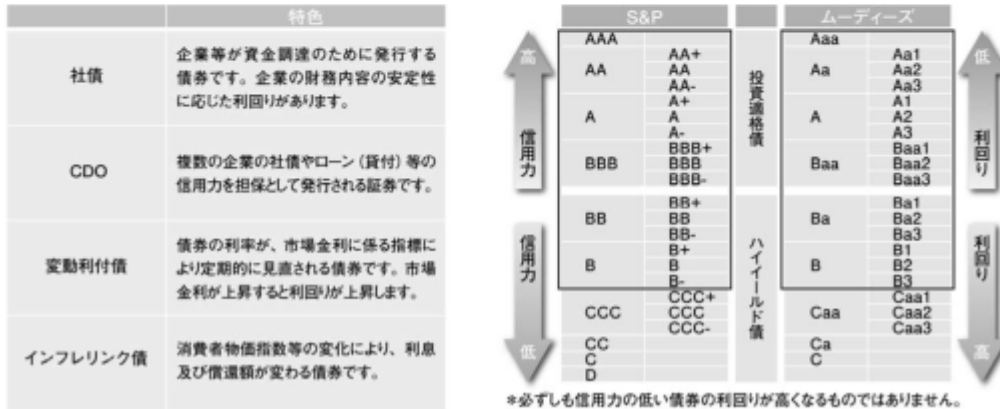 特色
社債
企業等が資金調達のために発行する
債券です。企業の財務内容の安定性
に応じた利回りがあります。
CDO
複数の企業の社債やローン（貸付）等の
信用力を担保として発行される証券です。
変動利付債
債券の利率が、市場金利に係る指標に
より定期的に見直される債券です。市場
金利が上昇すると利回りが上昇します。
インフレリンク債
消費者物価指数等の変化により、利息
及び償還額が変わる債券です。
高
信用力
信用力
低
S&P
AAA
AA
AA+
AA
AA-
A
A+
A
A-
BBB
BBB+
BBB
BBB-
BB
BB+
BB
BB-
B
B+
B
B-
CCC
CCC+
CCC
CCC-
CC
C
D
投資適格債
ハイイールド債
ムーディーズ
Aaa
Aa
Aa1
Aa2
Aa3
A
A1
A2
A3
Baa
Baa1
Baa2
Baa3
Ba
Ba1
Ba2
Ba3
B
B1
B2
B3
Caa
Caa1
Caa2
Caa3
Ca
C
低
利回り
利回り
高
*必ずしも信用力の低い債券の利回りが高くなるものではありません。